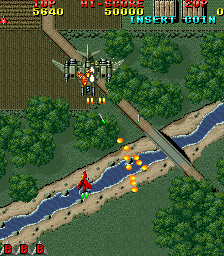 1UP HI-SCORE 2UP
5640 50000
INSERT COIN
B B B